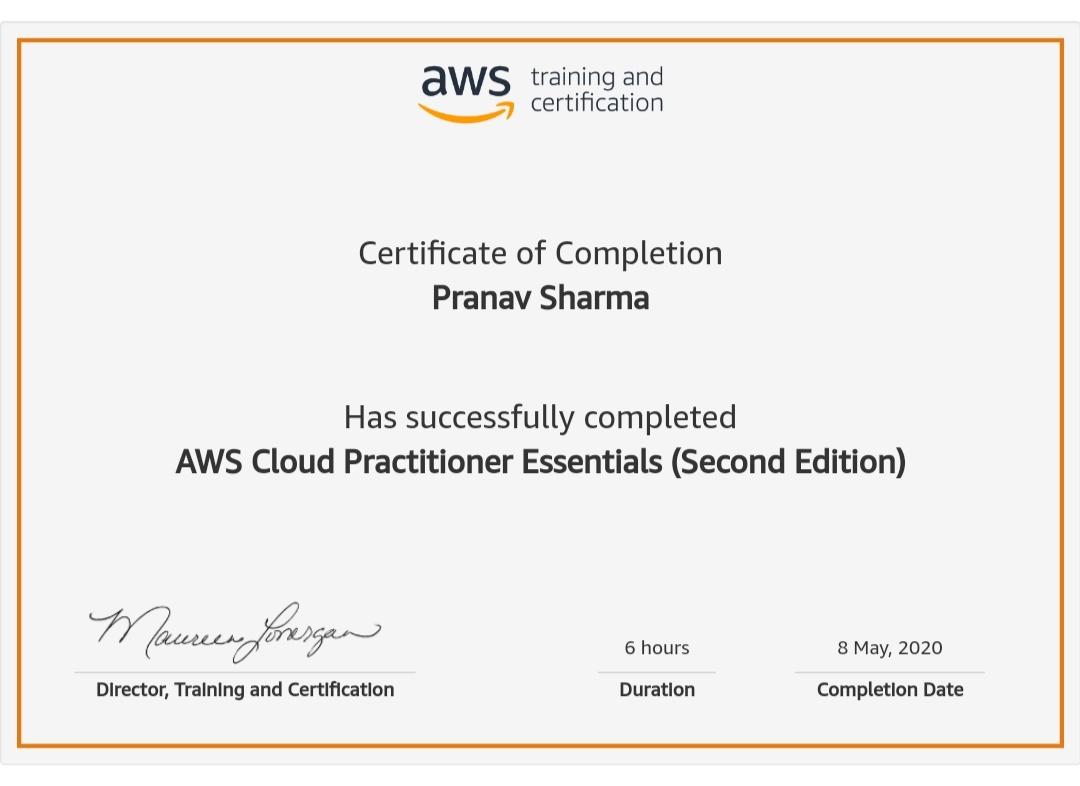 aws training and
certification
Certificate of Completion
Pranav Sharma
Has successfully completed
AWS Cloud Practitioner Essentials (Second Edition)
Maureen Lonergan
6 hours
8 May, 2020
Director, Training and Certification
Duration
Completion Date